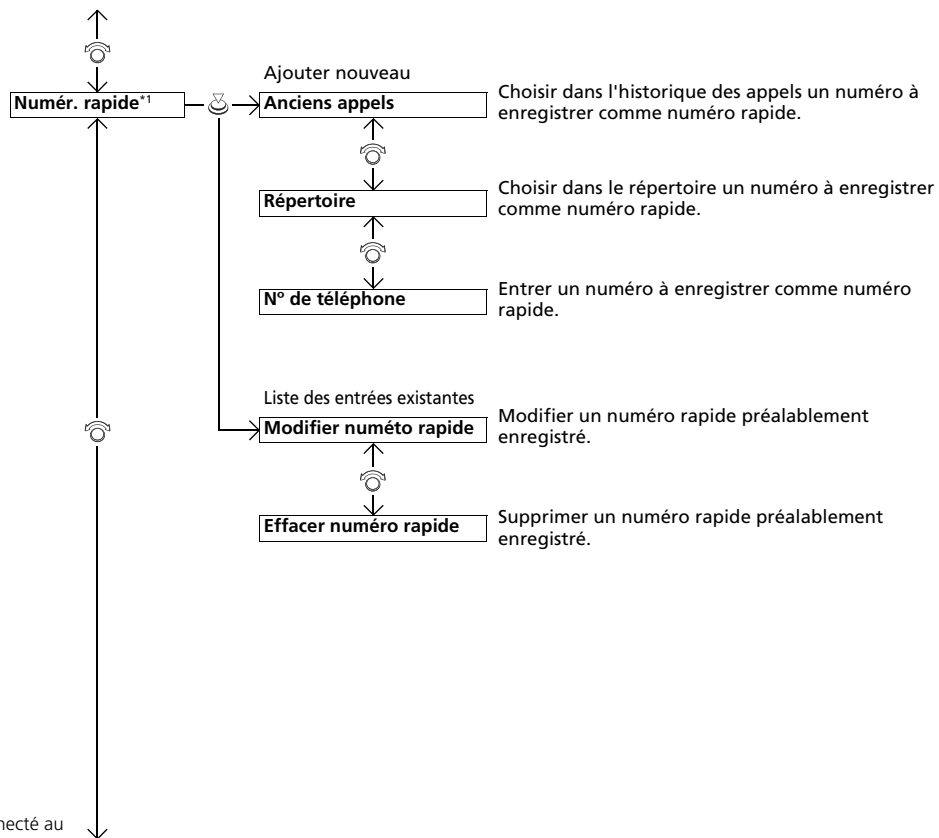 Ajouter nouveau
Numér. rapide*1
Anciens appels
Choisir dans l'historique des appels un numéro à
enregistrer comme numéro rapide.
Répertoire
Choisir dans le répertoire un numéro à enregistrer
comme numéro rapide.
Nº de téléphone
Entrer un numéro à enregistrer comme numéro
rapide.
Liste des entrées existantes
Modifier numéto rapide
Modifier un numéro rapide préalablement
enregistré.
Effacer numéro rapide
Supprimer un numéro rapide préalablement
enregistré.
au